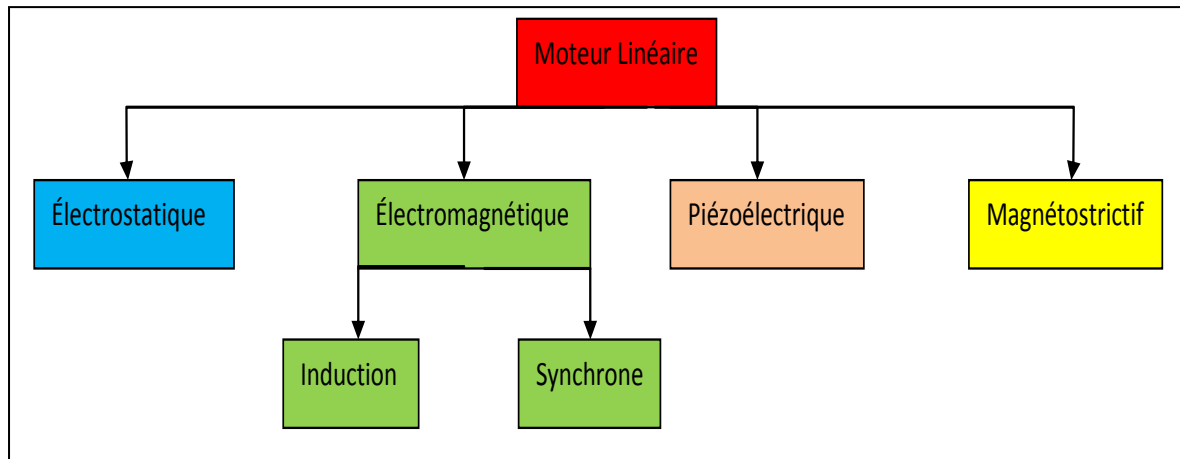 Moteur Linéaire
Électrostatique
Électromagnétique
Piézoélectrique
Magnétostrictif
Induction
Synchrone